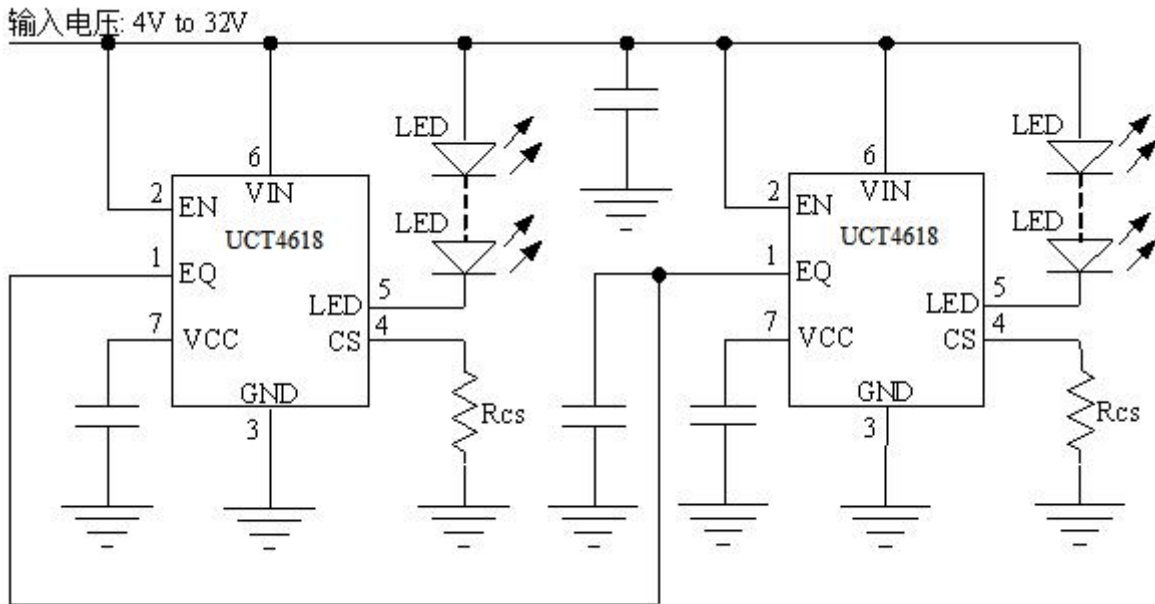 输入电压: 4V to 32V
LED
LED
6
VIN
2
EN
UCT4618
LED
1
EQ
5
LED
7
VCC
4
CS
GND
3
Rcs
6
VIN
2
EN
UCT4618
LED
1
EQ
5
LED
7
VCC
4
CS
GND
3
Rcs